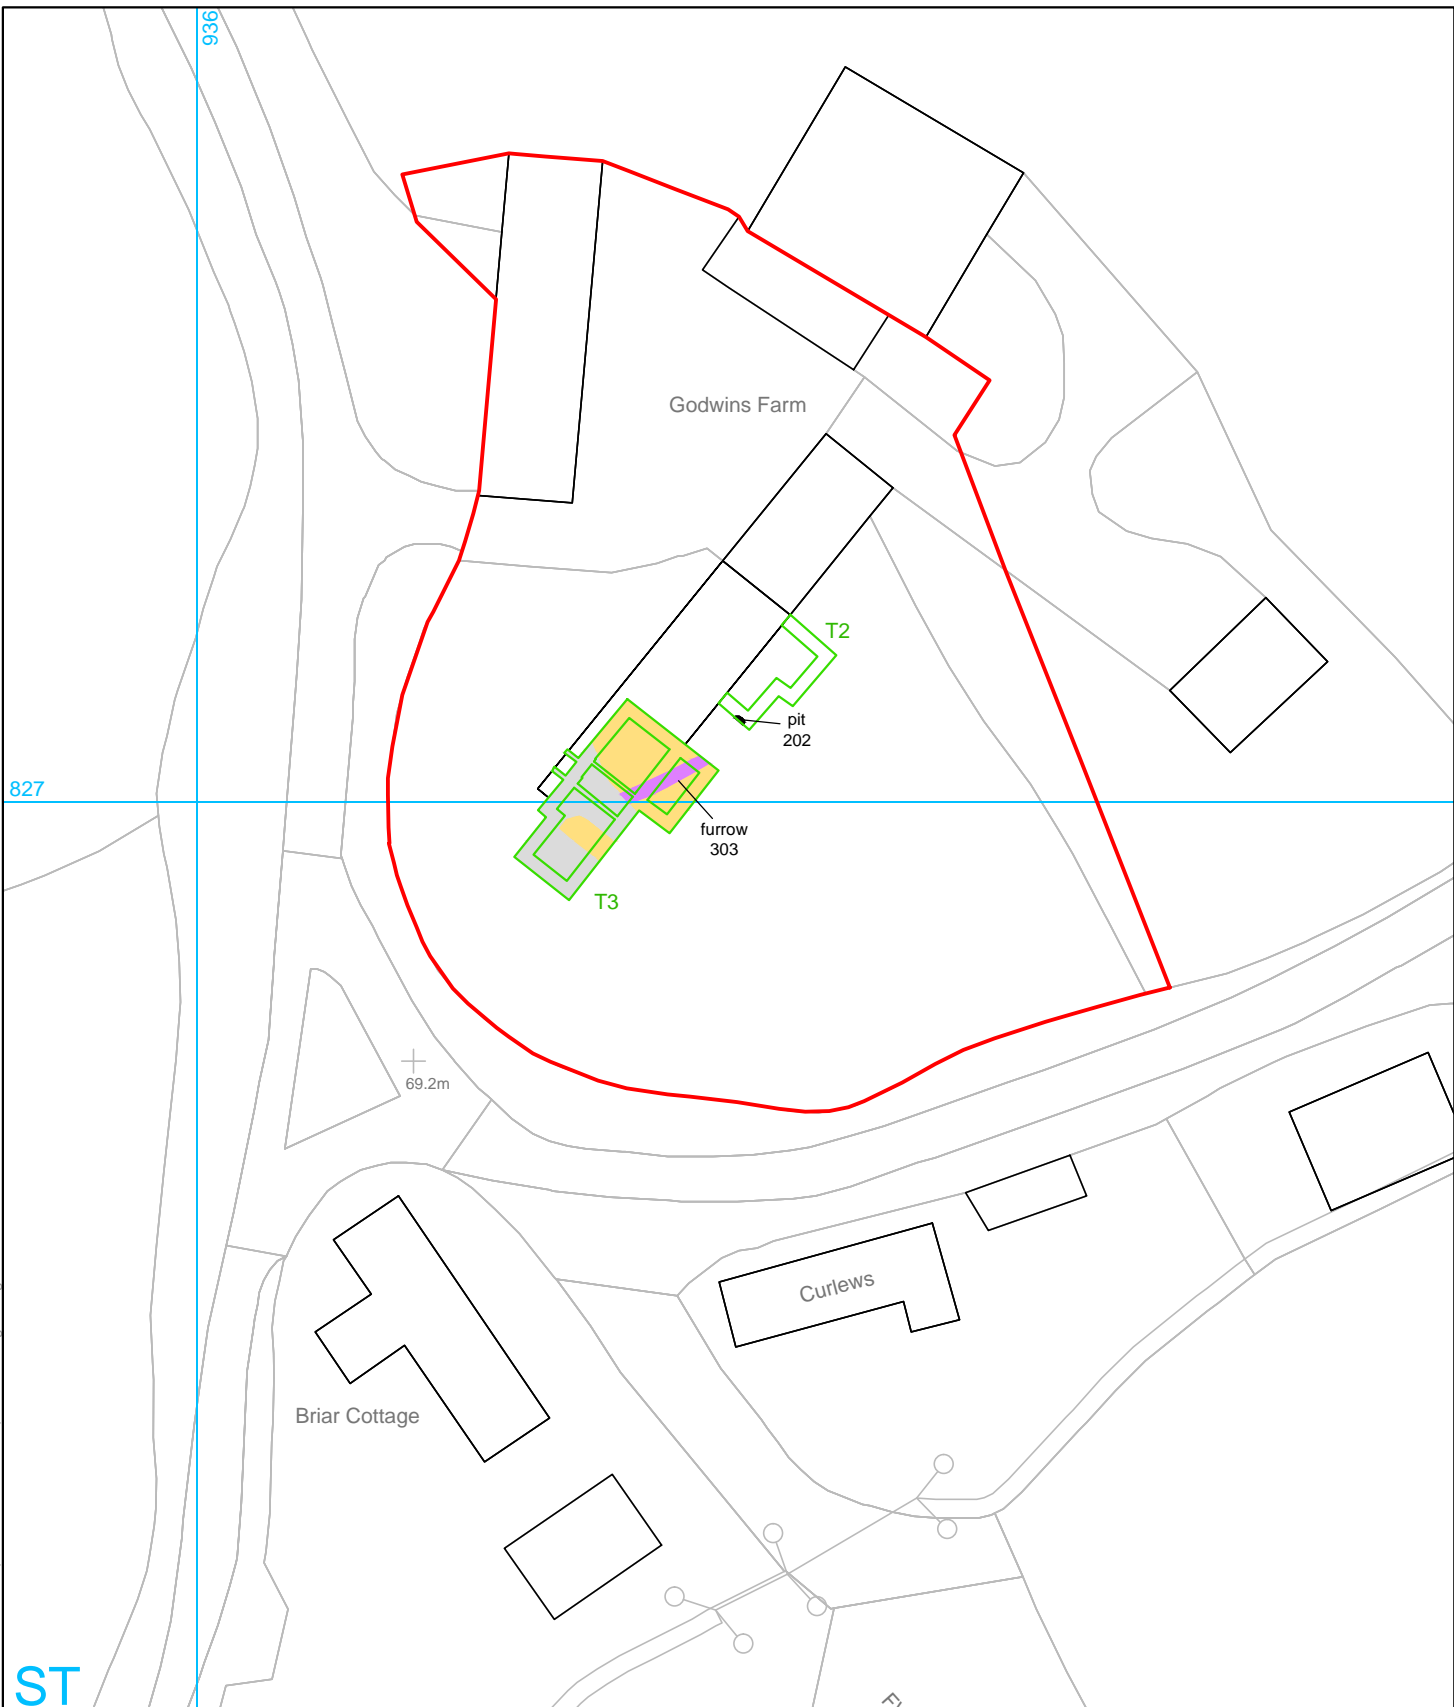 936
Godwins Farm
T2
pit
202
827
furrow
303
T3
69.2m
Curlews
Briar Cottage
ST